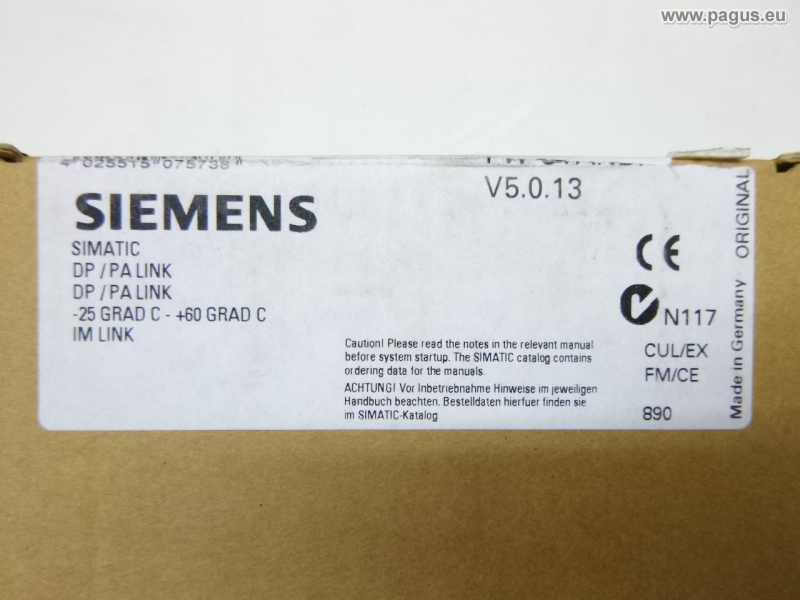 www.pagus.eu
4 025515 075738
V5.0.13
SIEMENS
SIMATIC
DP / PA LINK
DP / PA LINK
-25 GRAD C - +60 GRAD C
IM LINK
Caution! Please read the notes in the relevant manual
before system startup. The SIMATIC catalog contains
ordering data for the manuals.
ACHTUNG! Vor Inbetriebnahme Hinweise im jeweiligen
Handbuch beachten. Bestelldaten hierfuer finden sie
im SIMATIC-Katalog
CE
N117
CUL/EX
FM/CE
890
Made in Germany ORIGINAL